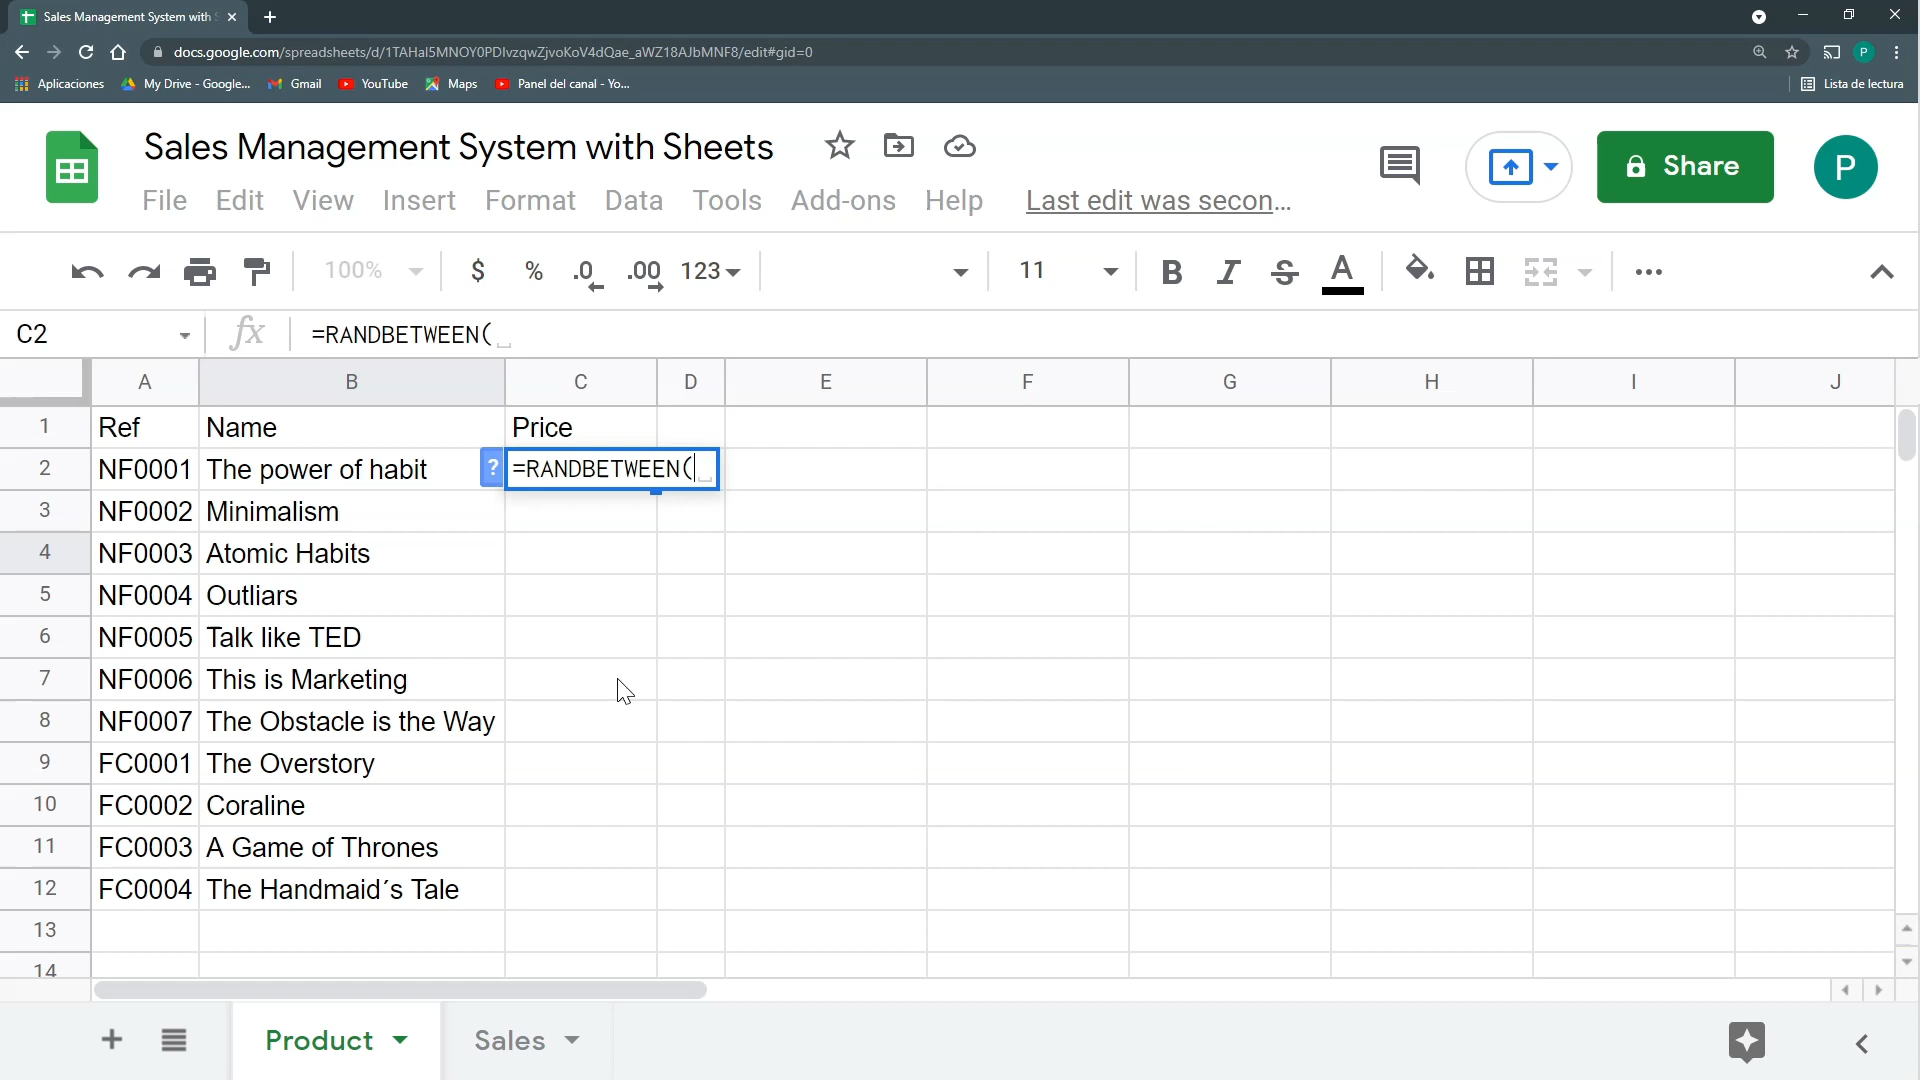 Sales Management System with S
docs.google.com/spreadsheets/d/1TAHal5MNOY0PDlvzqwZjvoKoV4dQae_aWZ18AJbMNF8/edit#gid=0
P
Aplicaciones My Drive - Google... Gmail YouTube Maps Panel del canal - Yo... Lista de lectura
Sales Management System with Sheets
Share
P
File Edit View Insert Format Data Tools Add-ons Help Last edit was secon...
100% $ % .0 .00 123 11 B I S A
C2 fx =RANDBETWEEN(
A B C D E F G H I J
1 Ref Name Price
2 NF0001 The power of habit ? =RANDBETWEEN(
3 NF0002 Minimalism
4 NF0003 Atomic Habits
5 NF0004 Outliars
6 NF0005 Talk like TED
7 NF0006 This is Marketing
8 NF0007 The Obstacle is the Way
9 FC0001 The Overstory
10 FC0002 Coraline
11 FC0003 A Game of Thrones
12 FC0004 The Handmaid´s Tale
13
14
Product Sales